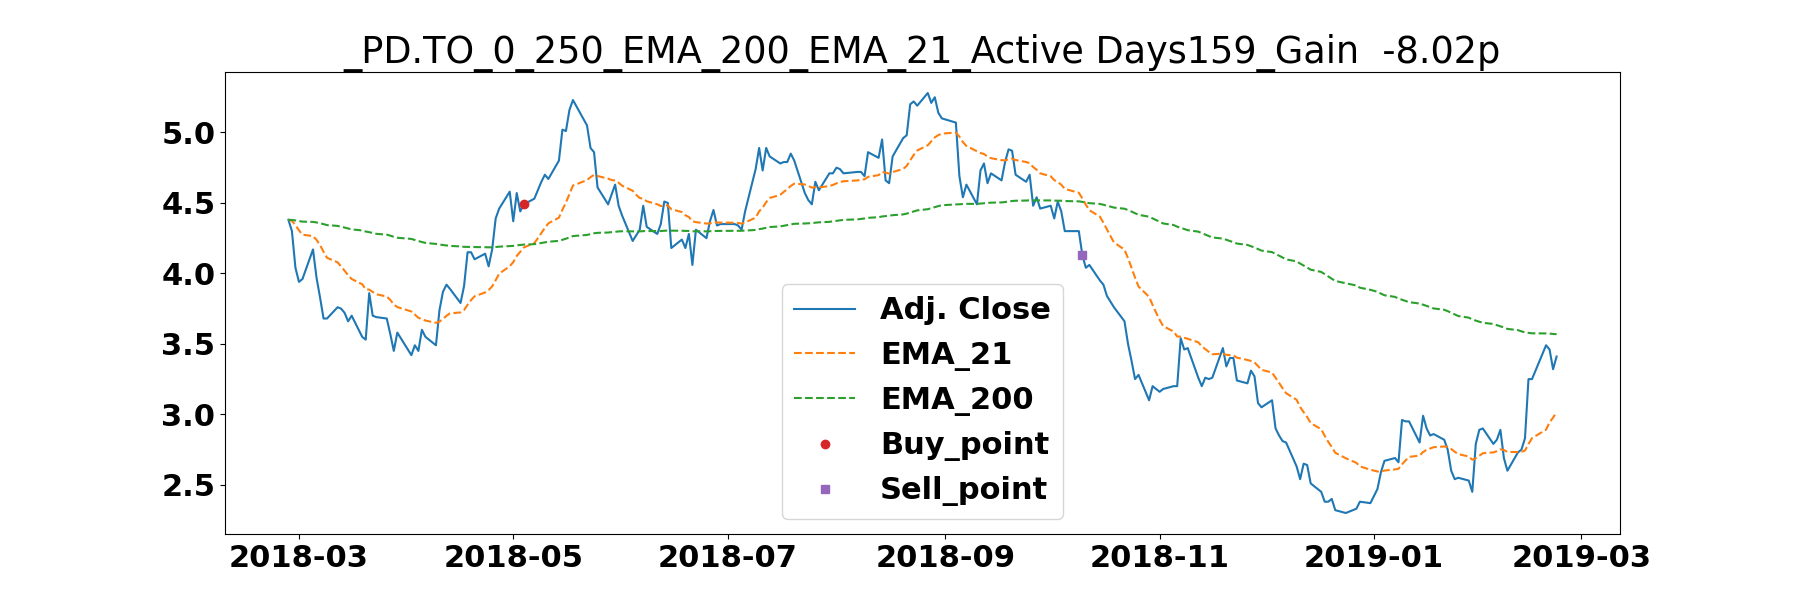 _PD.TO_0_250_EMA_200_EMA_21_Active Days159_Gain  -8.02p
5.0
4.5
4.0
3.5
3.0
2.5
Adj. Close
EMA_21
EMA_200
Buy_point
Sell_point
2018-03 2018-05 2018-07 2018-09 2018-11 2019-01 2019-03